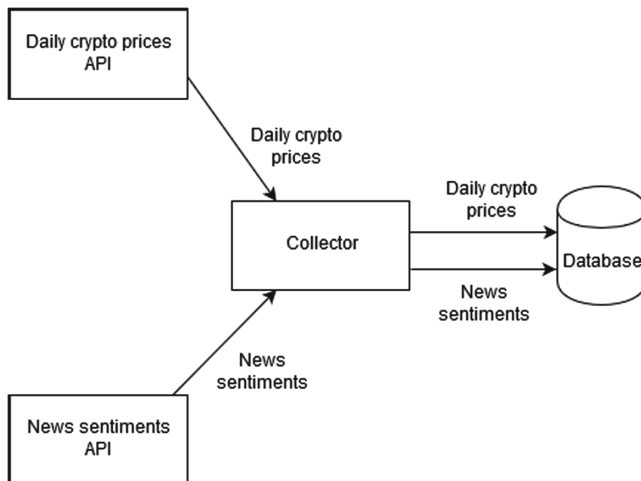 Daily crypto prices
API
Daily crypto
prices
Collector
Daily crypto
prices
Database
News
sentiments
News
sentiments
News sentiments
API